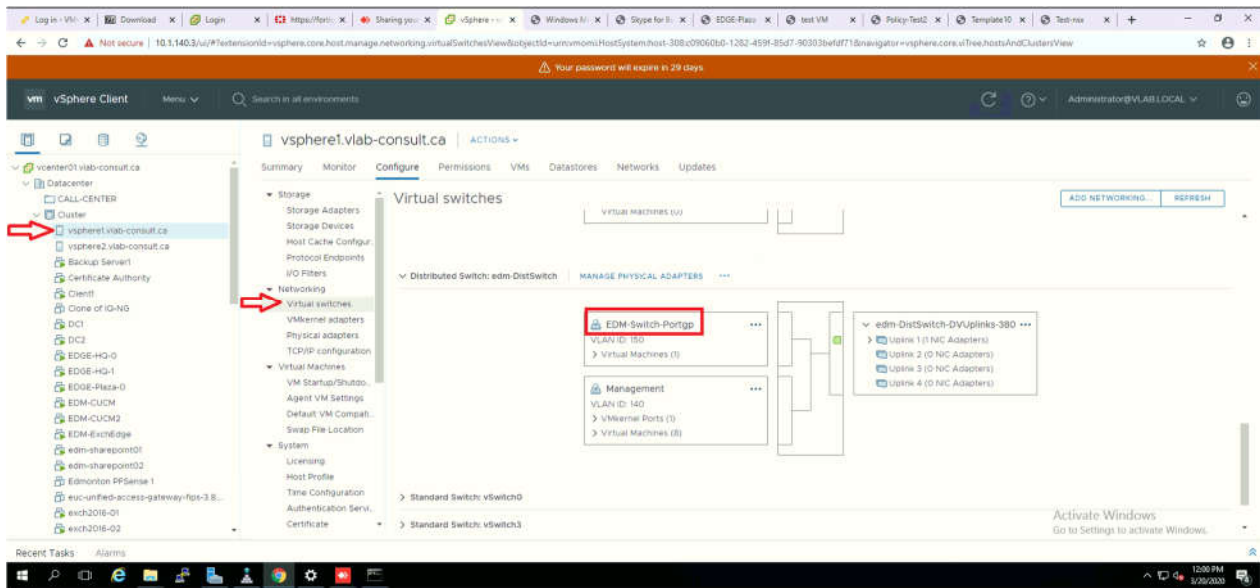 Log in - VM
Download
Login
https://forti
Sharing you
vSphere -
Windows
Skype for B
EDGE-Plaza
test VM
Policy-Test2
Template10
Test-nsx
Not secure | 10.1.140.3/ui/#?extensionId=vsphere.core.host.manage.networking.virtualSwitchesView&objectId=urn:vmomi:HostSystem:host-308:c09060b0-1282-459f-85d7-90303befdf71&navigator=vsphere.core.viTree.hostsAndClustersView
Your password will expire in 29 days
vm vSphere Client
Menu
Search in all environments
Administrator@VLAB.LOCAL
vcenter01.vlab-consult.ca
Datacenter
CALL-CENTER
Cluster
vsphere1.vlab-consult.ca
vsphere2.vlab-consult.ca
Backup Server1
Certificate Authority
Client1
Clone of IQ-NG
DC1
DC2
EDGE-HQ-0
EDGE-HQ-1
EDGE-Plaza-0
EDM-CUCM
EDM-CUCM2
EDM-ExchEdge
edm-sharepoint01
edm-sharepoint02
Edmonton PFSense 1
euc-unified-access-gateway-fips-3.8...
exch2016-01
exch2016-02
vsphere1.vlab-consult.ca
ACTIONS
Summary Monitor Configure Permissions VMs Datastores Networks Updates
Storage
Storage Adapters
Storage Devices
Host Cache Configur..
Protocol Endpoints
I/O Filters
Networking
Virtual switches
VMkernel adapters
Physical adapters
TCP/IP configuration
Virtual Machines
VM Startup/Shutdo..
Agent VM Settings
Default VM Compati..
Swap File Location
System
Licensing
Host Profile
Time Configuration
Authentication Servi..
Certificate
Virtual switches
ADD NETWORKING...
REFRESH
Virtual Machines (0)
Distributed Switch: edm-DistSwitch
MANAGE PHYSICAL ADAPTERS
...
EDM-Switch-Portgp ...
VLAN ID: 150
Virtual Machines (1)
Management ...
VLAN ID: 140
VMkernel Ports (1)
Virtual Machines (8)
edm-DistSwitch-DVUplinks-380 ...
Uplink 1 (1 NIC Adapters)
Uplink 2 (0 NIC Adapters)
Uplink 3 (0 NIC Adapters)
Uplink 4 (0 NIC Adapters)
Standard Switch: vSwitch0
Standard Switch: vSwitch3
Activate Windows
Go to Settings to activate Windows.
Recent Tasks Alarms
12:00 PM
3/20/2020